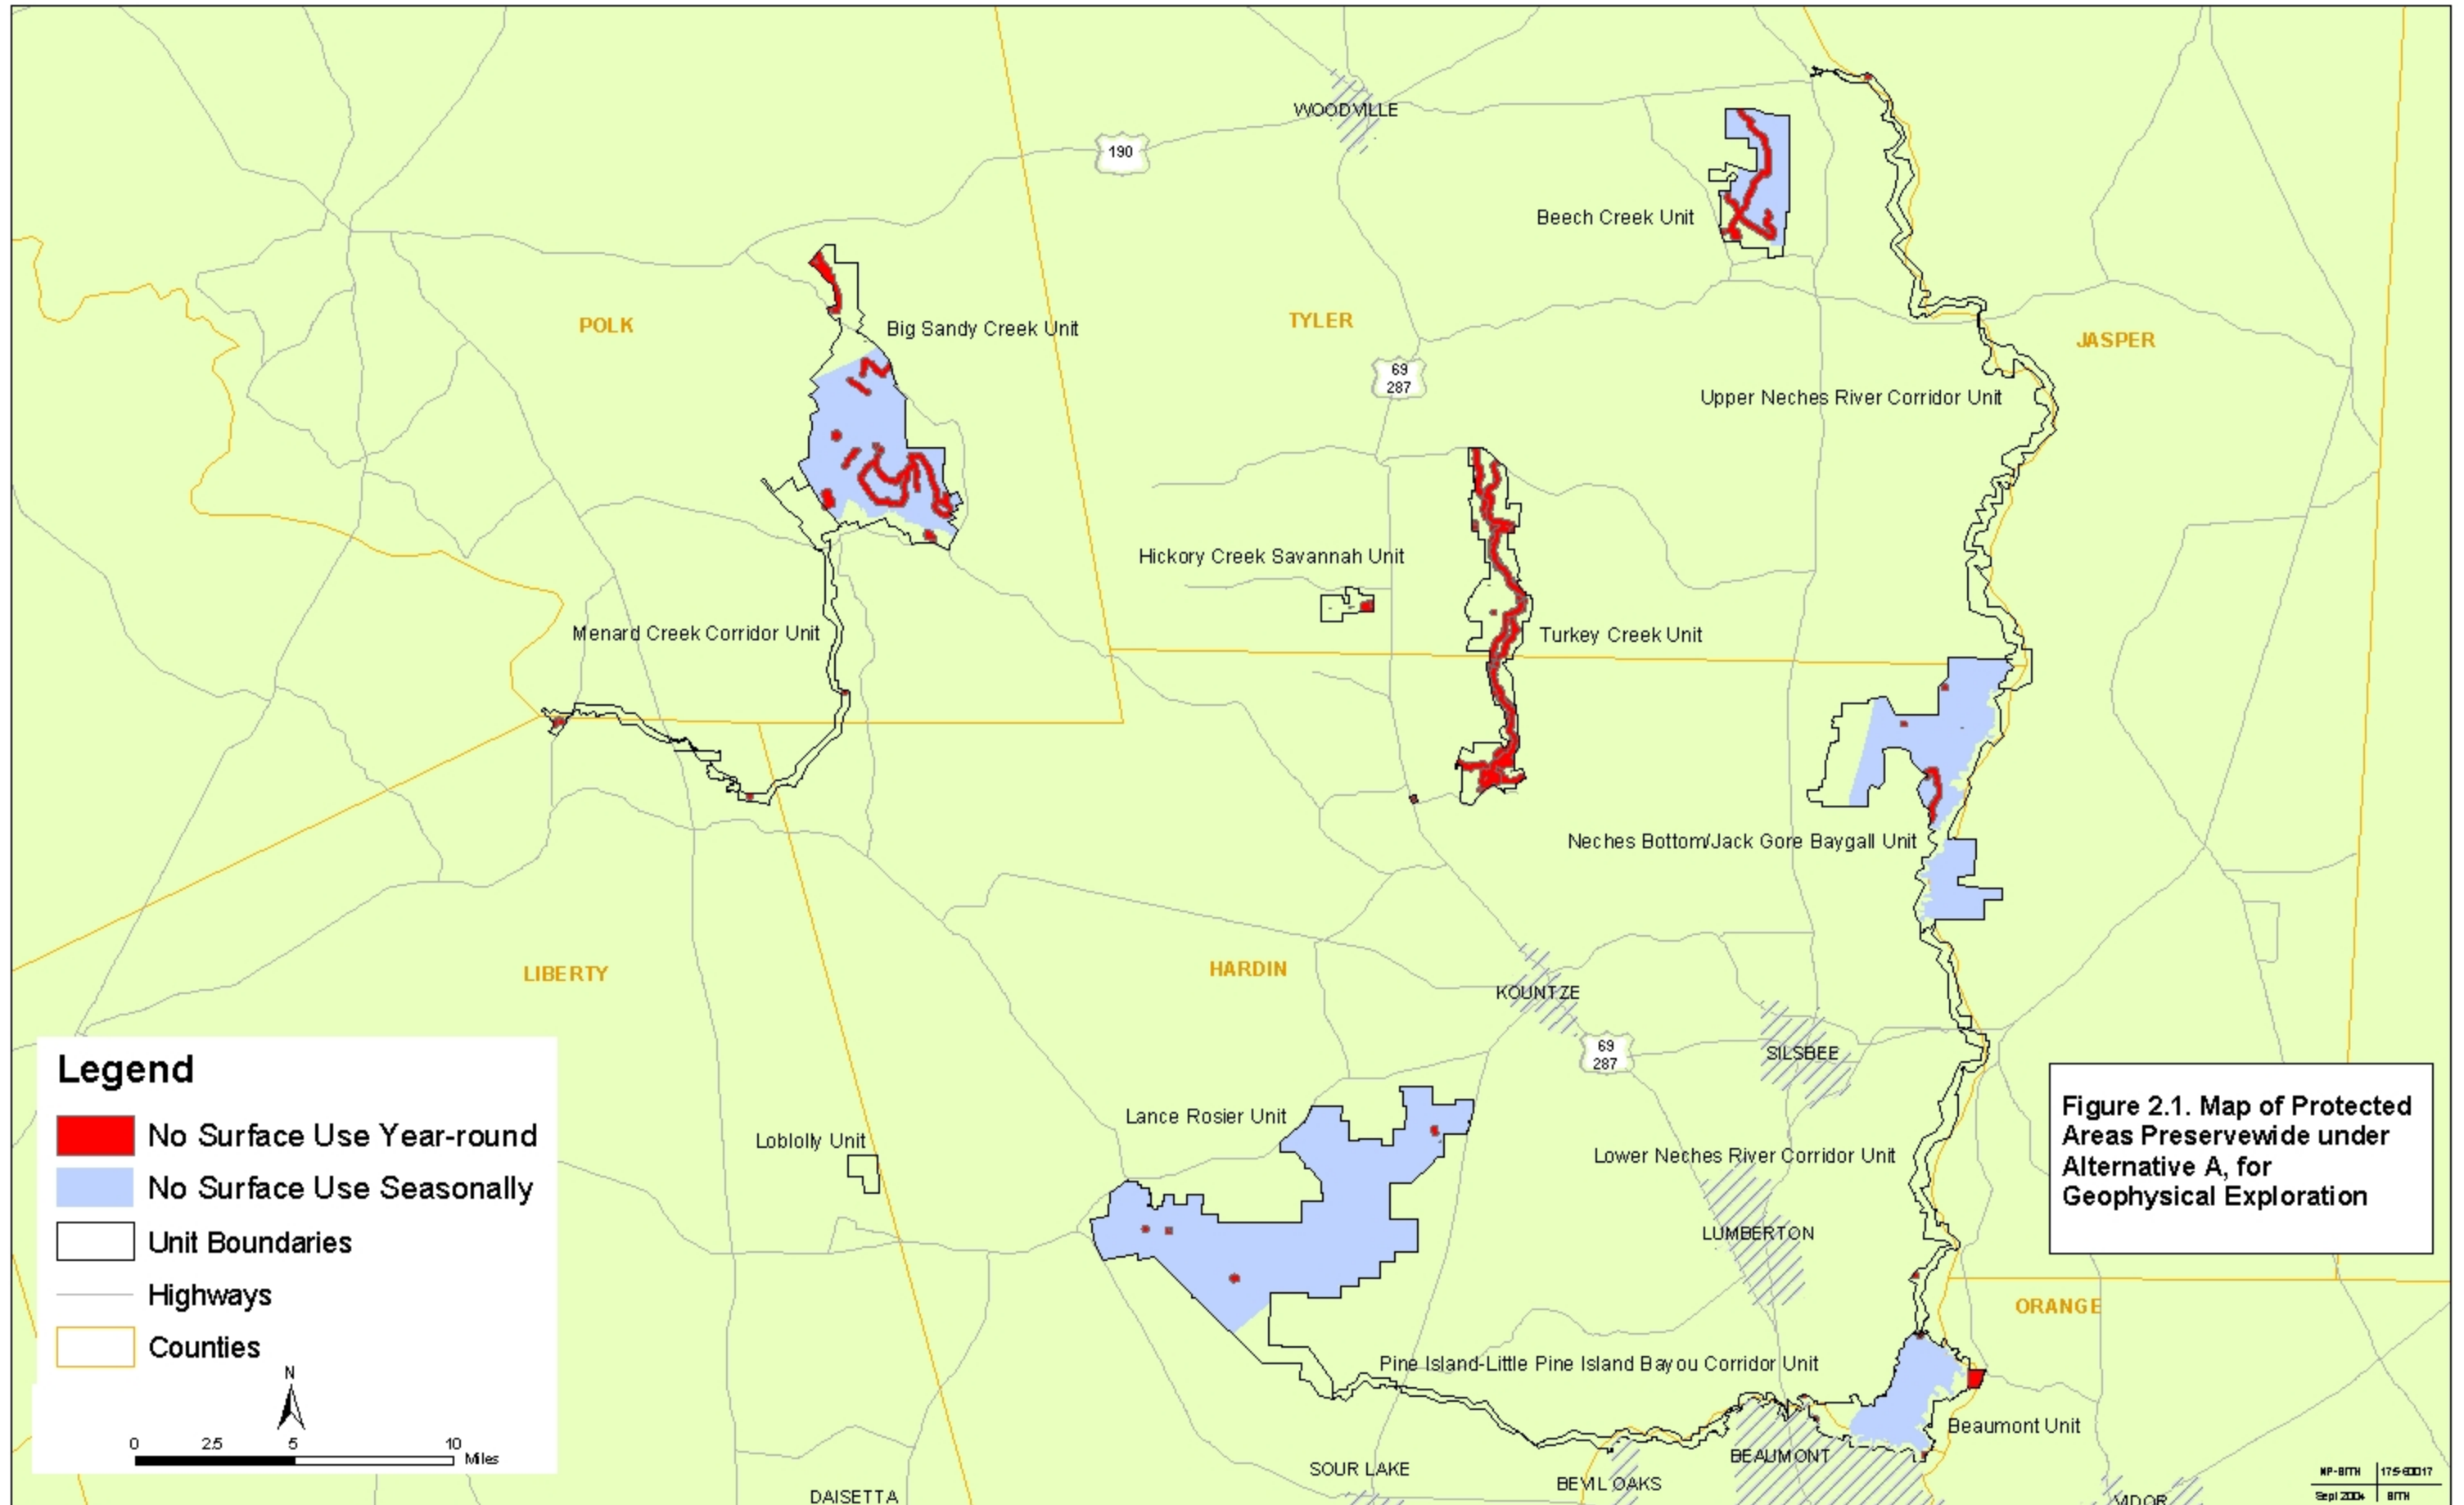 WOODVILLE
190
Beech Creek Unit
POLK
Big Sandy Creek Unit
TYLER
JASPER
69
287
Upper Neches River Corridor Unit
Hickory Creek Savannah Unit
Menard Creek Corridor Unit
Turkey Creek Unit
Neches Bottom/Jack Gore Baygall Unit
LIBERTY
HARDIN
KOUNTZE
69
287
SILSBEE
Lance Rosier Unit
Loblolly Unit
Lower Neches River Corridor Unit
LUMBERTON
ORANGE
Pine Island-Little Pine Island Bayou Corridor Unit
Beaumont Unit
BEAUMONT
SOUR LAKE
BEVIL OAKS
DAISETTA
VIDOR
Legend
No Surface Use Year-round
No Surface Use Seasonally
Unit Boundaries
Highways
Counties
N
0 2.5 5 10
Miles
Figure 2.1. Map of Protected
Areas Preservewide under
Alternative A, for
Geophysical Exploration
NP-BITH
Sept 2004 BITH